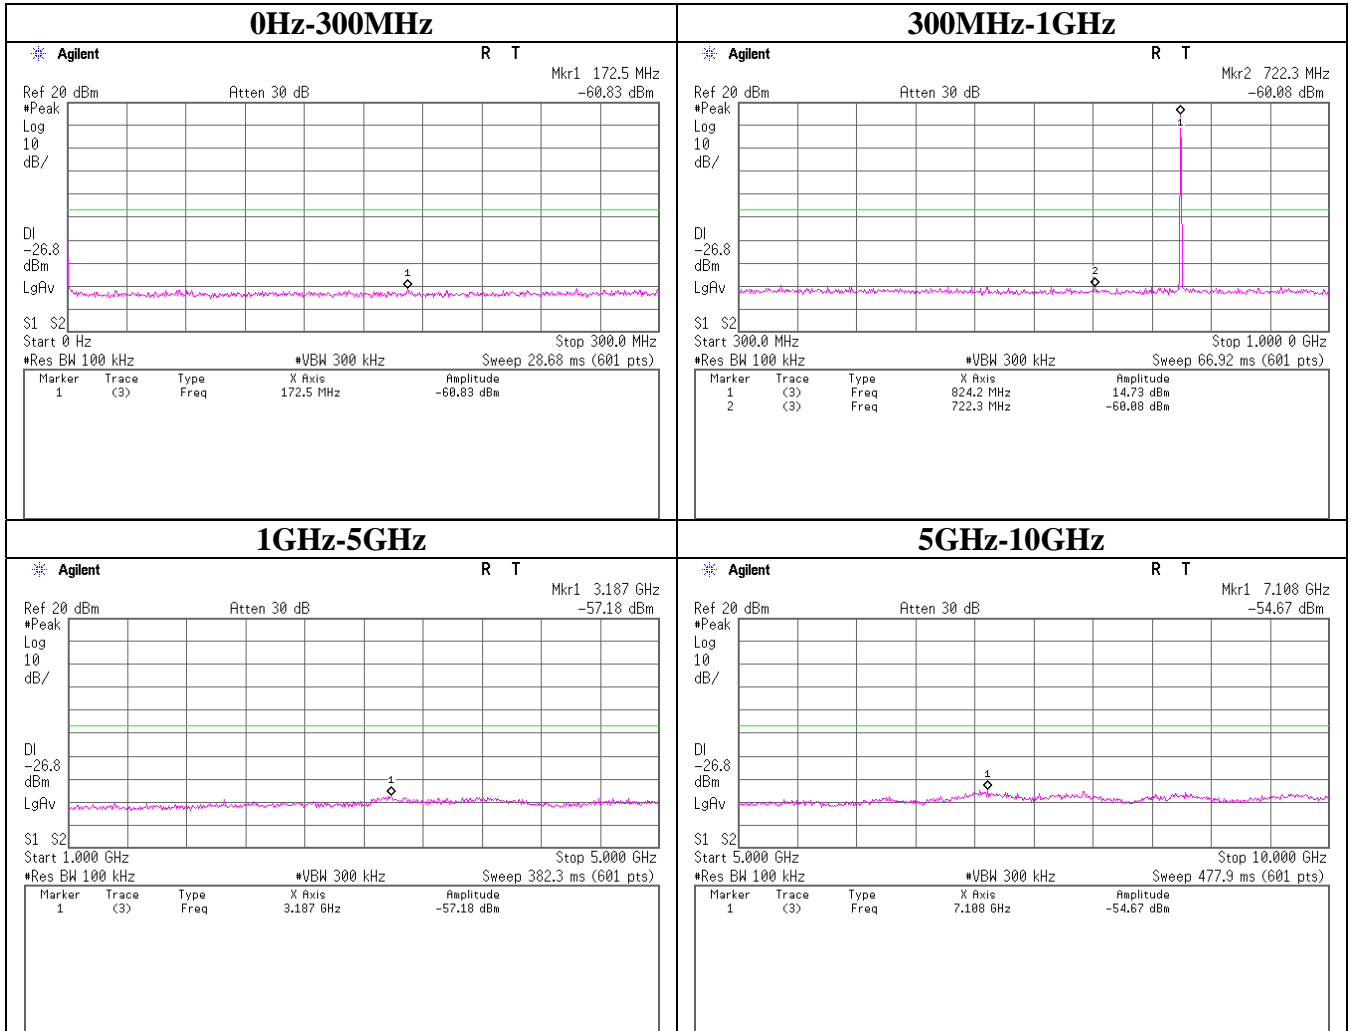 0Hz-300MHz
Agilent R T
Mkr1 172.5 MHz
Ref 20 dBm Atten 30 dB -60.83 dBm
#Peak
Log
10
dB/
DI
-26.8
dBm
LgAv
1
S1 S2
Start 0 Hz Stop 300.0 MHz
#Res BW 100 kHz #VBW 300 kHz Sweep 28.68 ms (601 pts)
Marker Trace Type X Axis Amplitude
1 (3) Freq 172.5 MHz -60.83 dBm
300MHz-1GHz
Agilent R T
Mkr2 722.3 MHz
Ref 20 dBm Atten 30 dB -60.08 dBm
#Peak
Log
10
dB/
1
DI
-26.8
dBm
LgAv
2
S1 S2
Start 300.0 MHz Stop 1.000 0 GHz
#Res BW 100 kHz #VBW 300 kHz Sweep 66.92 ms (601 pts)
Marker Trace Type X Axis Amplitude
1 (3) Freq 824.2 MHz 14.73 dBm
2 (3) Freq 722.3 MHz -60.08 dBm
1GHz-5GHz
Agilent R T
Mkr1 3.187 GHz
Ref 20 dBm Atten 30 dB -57.18 dBm
#Peak
Log
10
dB/
DI
-26.8
dBm
LgAv
1
S1 S2
Start 1.000 GHz Stop 5.000 GHz
#Res BW 100 kHz #VBW 300 kHz Sweep 382.3 ms (601 pts)
Marker Trace Type X Axis Amplitude
1 (3) Freq 3.187 GHz -57.18 dBm
5GHz-10GHz
Agilent R T
Mkr1 7.108 GHz
Ref 20 dBm Atten 30 dB -54.67 dBm
#Peak
Log
10
dB/
DI
-26.8
dBm
LgAv
1
S1 S2
Start 5.000 GHz Stop 10.000 GHz
#Res BW 100 kHz #VBW 300 kHz Sweep 477.9 ms (601 pts)
Marker Trace Type X Axis Amplitude
1 (3) Freq 7.108 GHz -54.67 dBm